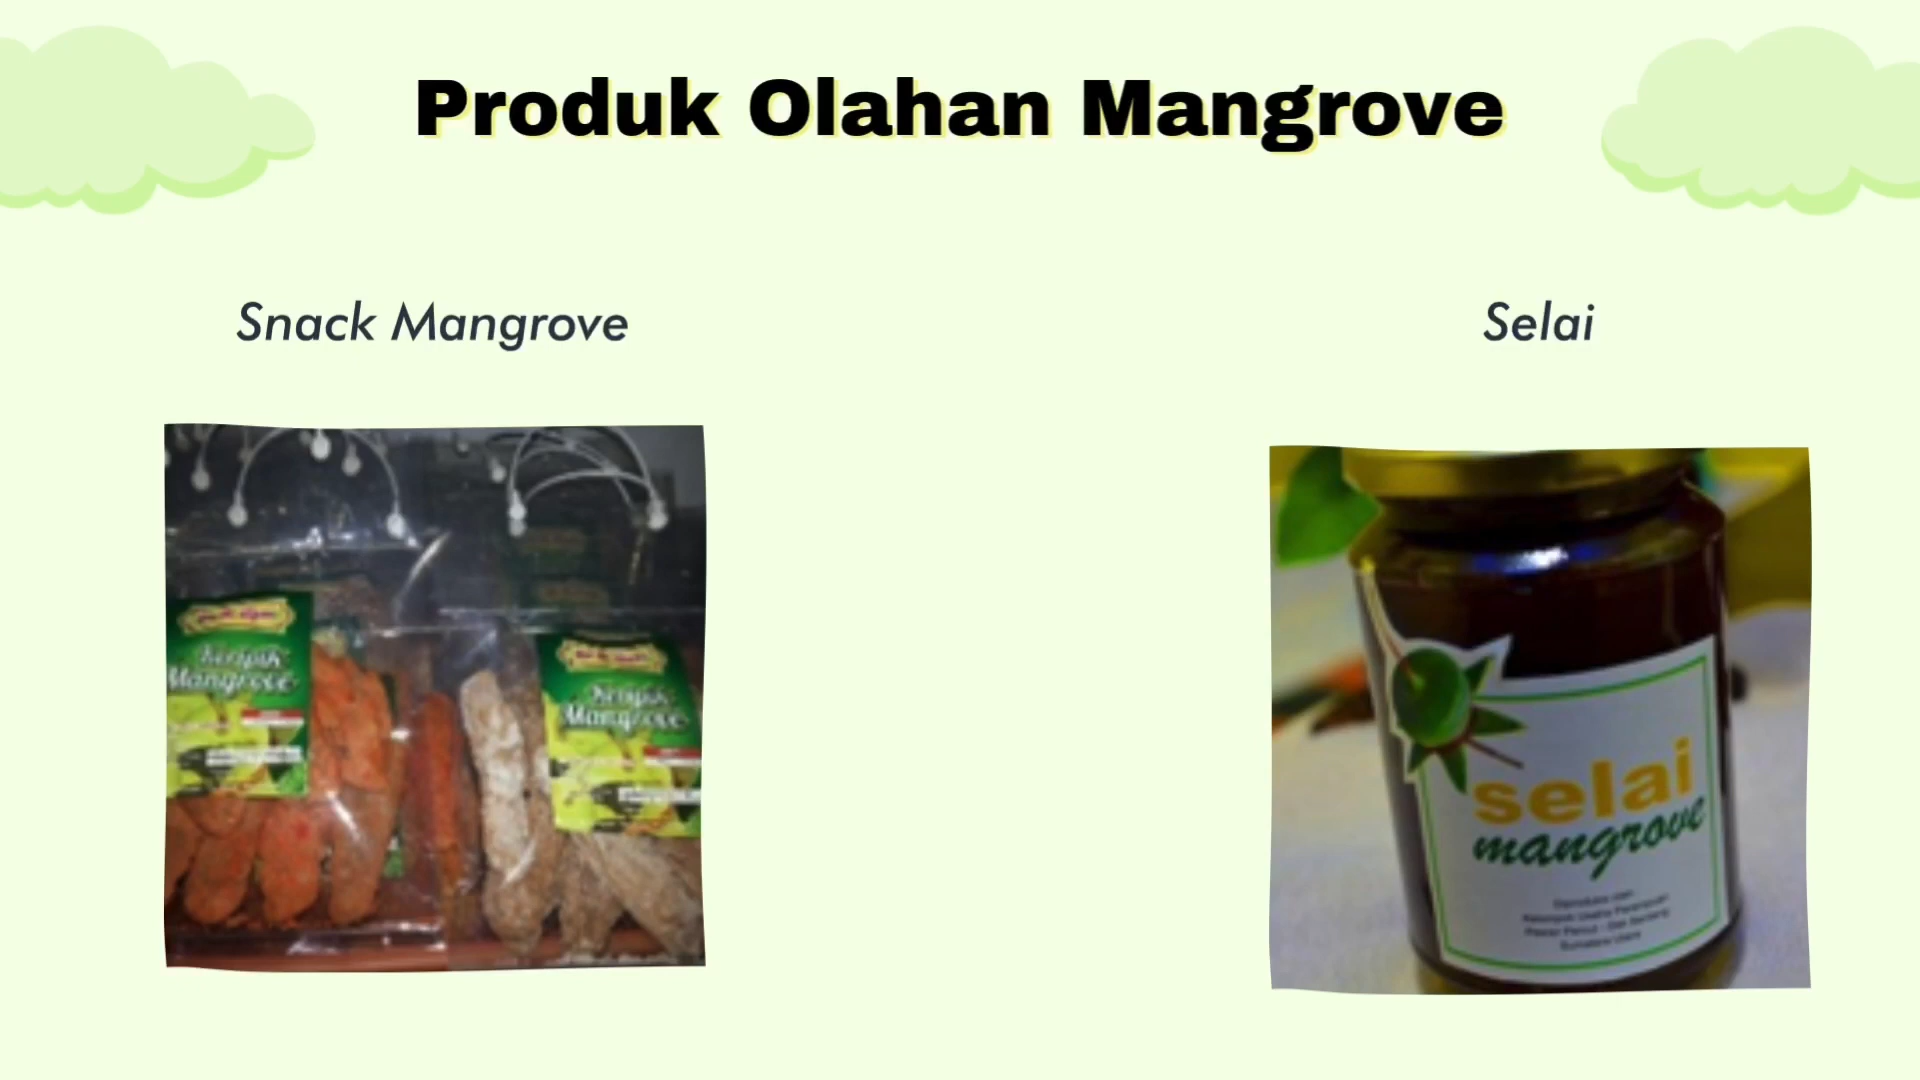 Produk Olahan Mangrove
Snack Mangrove
Selai
Keripik
Mangrove
Keripik
Mangrove
selai
mangrove